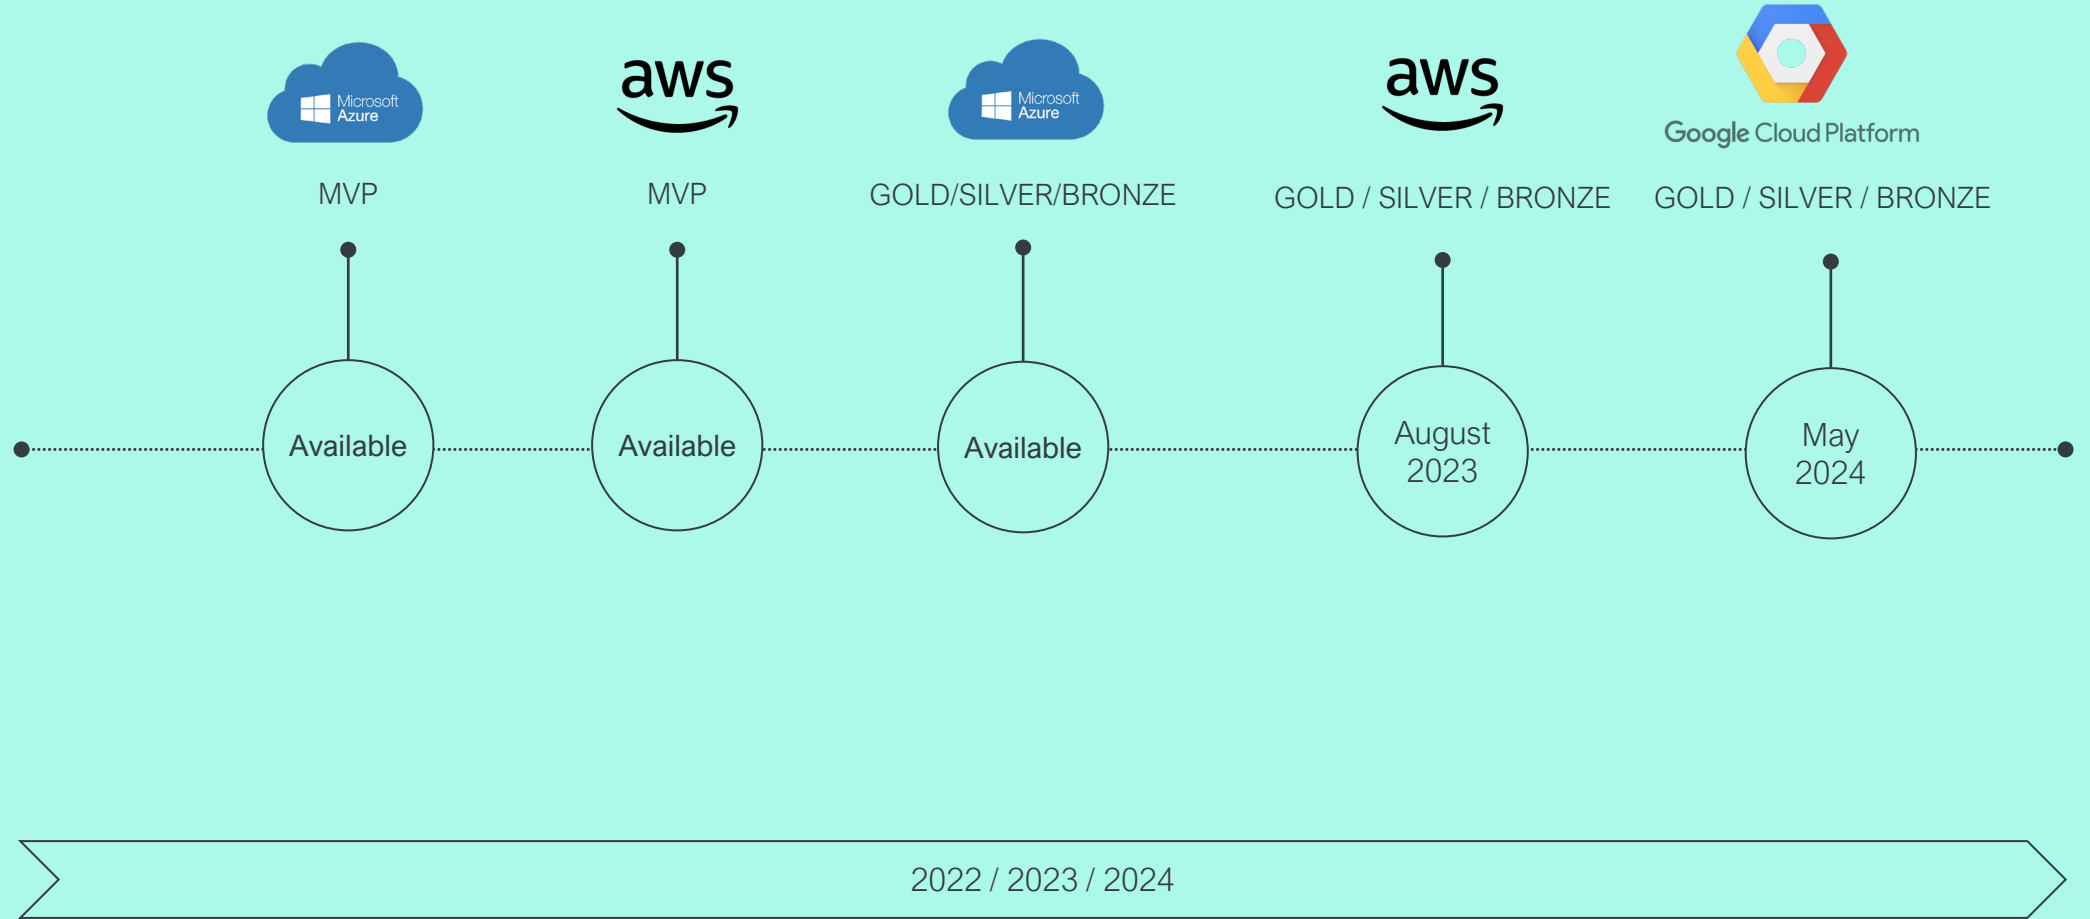 Microsoft
Azure
aws
Microsoft
Azure
aws
Google Cloud Platform
MVP
MVP
GOLD/SILVER/BRONZE
GOLD / SILVER / BRONZE
GOLD / SILVER / BRONZE
Available
Available
Available
August
2023
May
2024
2022 / 2023 / 2024